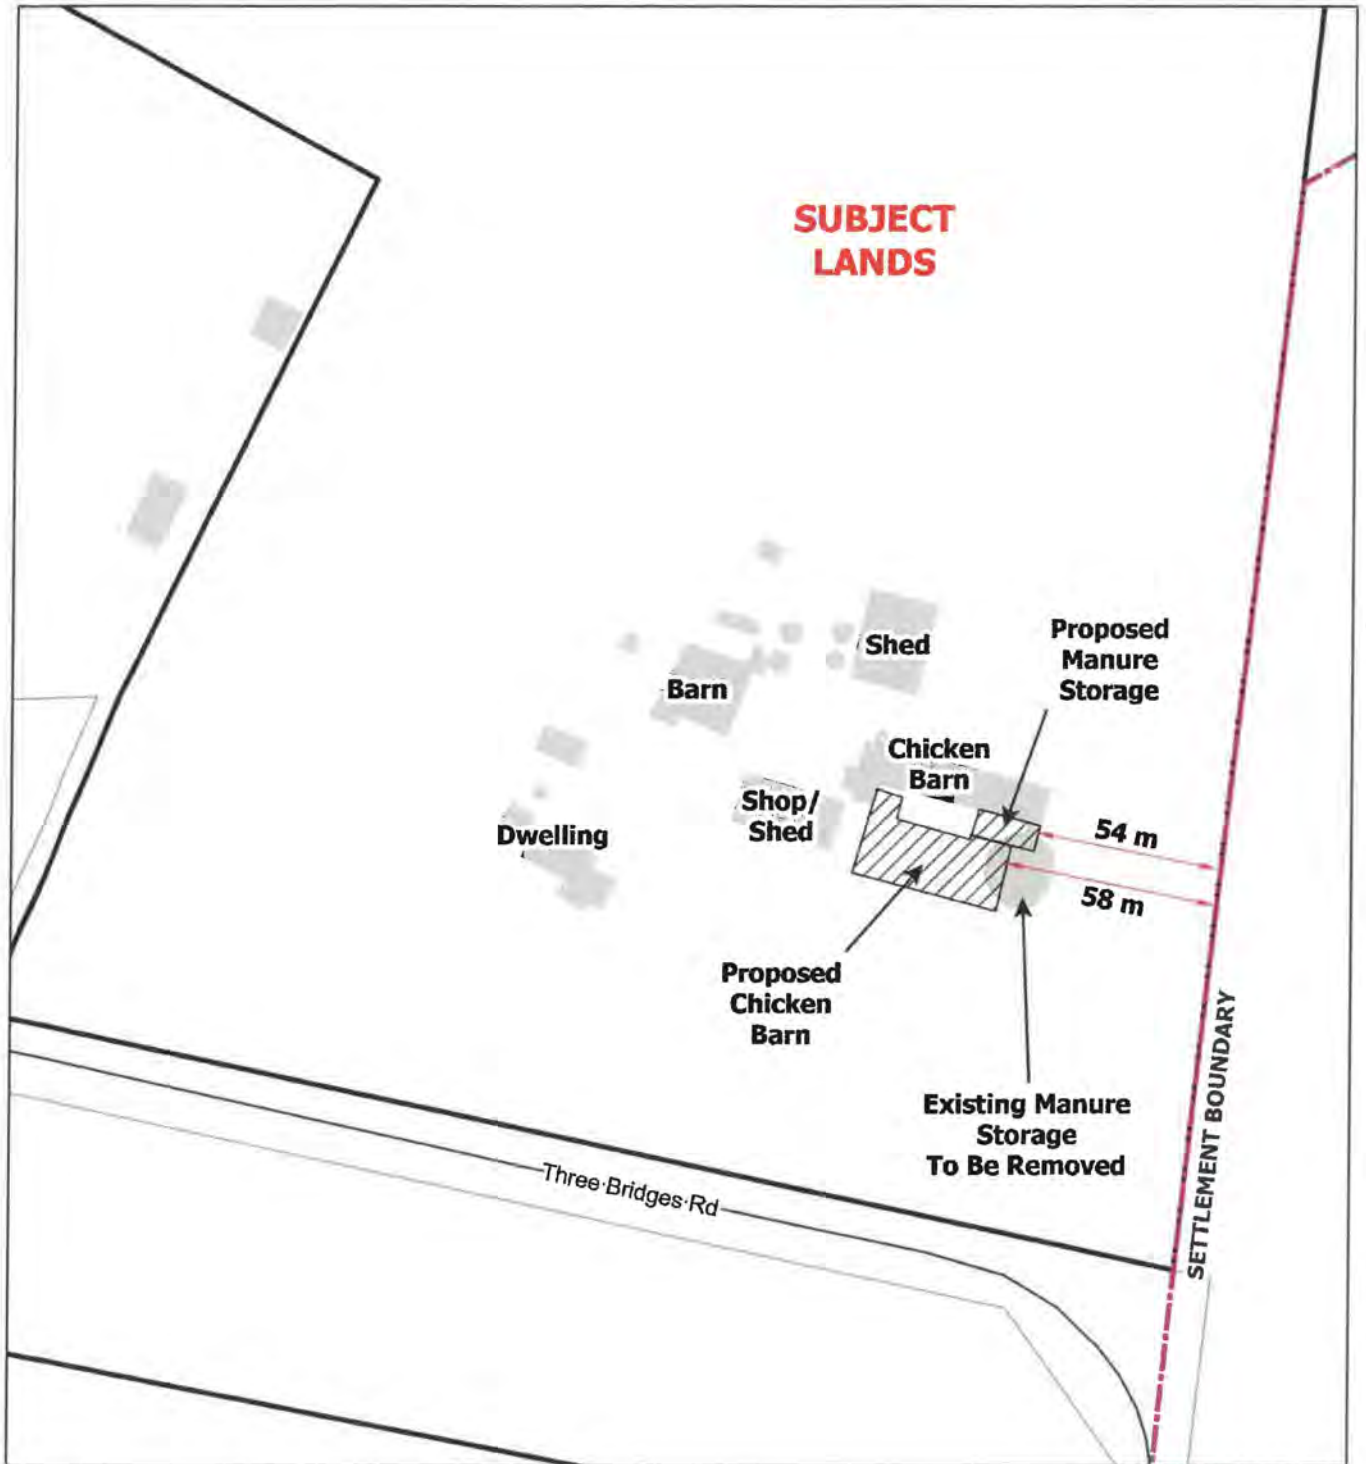 SUBJECT
LANDS
Shed
Proposed
Manure
Storage
Barn
Chicken
Barn
Shop/
Shed
Dwelling
54 m
58 m
Proposed
Chicken
Barn
Existing Manure
Storage
To Be Removed
SETTLEMENT BOUNDARY
Three Bridges Rd